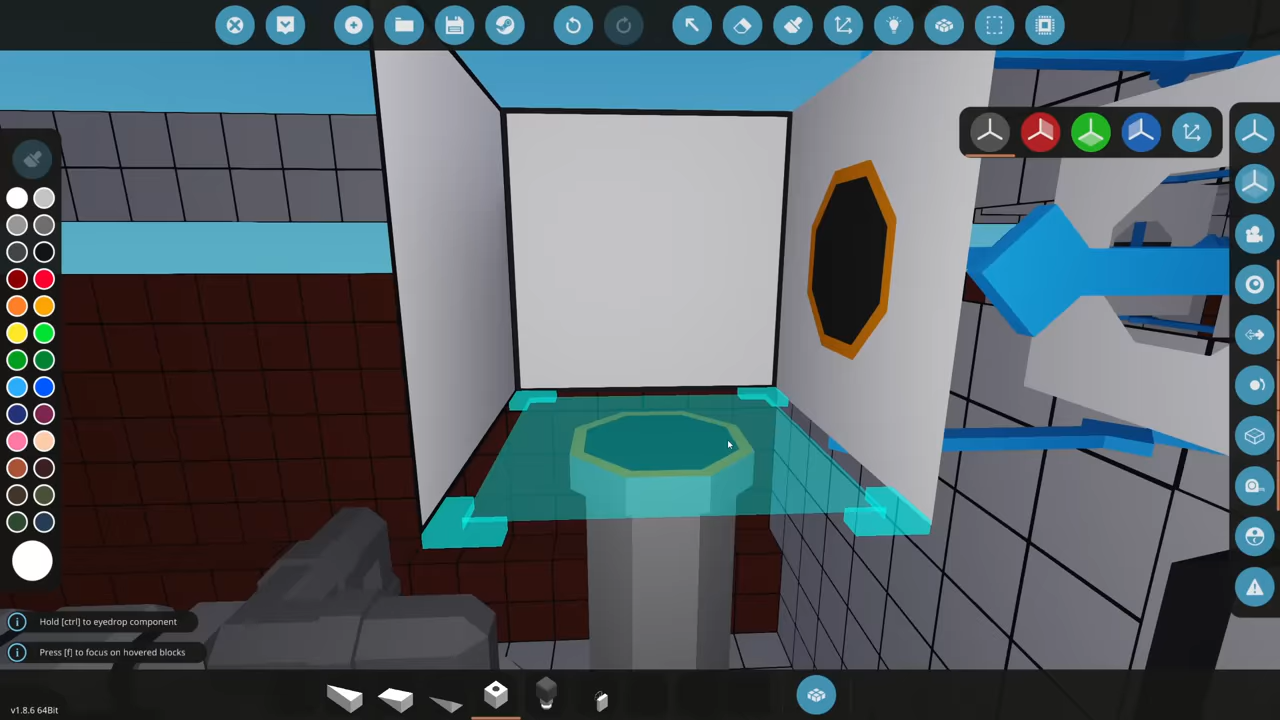 Hold [ctrl] to eyedrop component
Press [f] to focus on hovered blocks
v1.8.6 64Bit